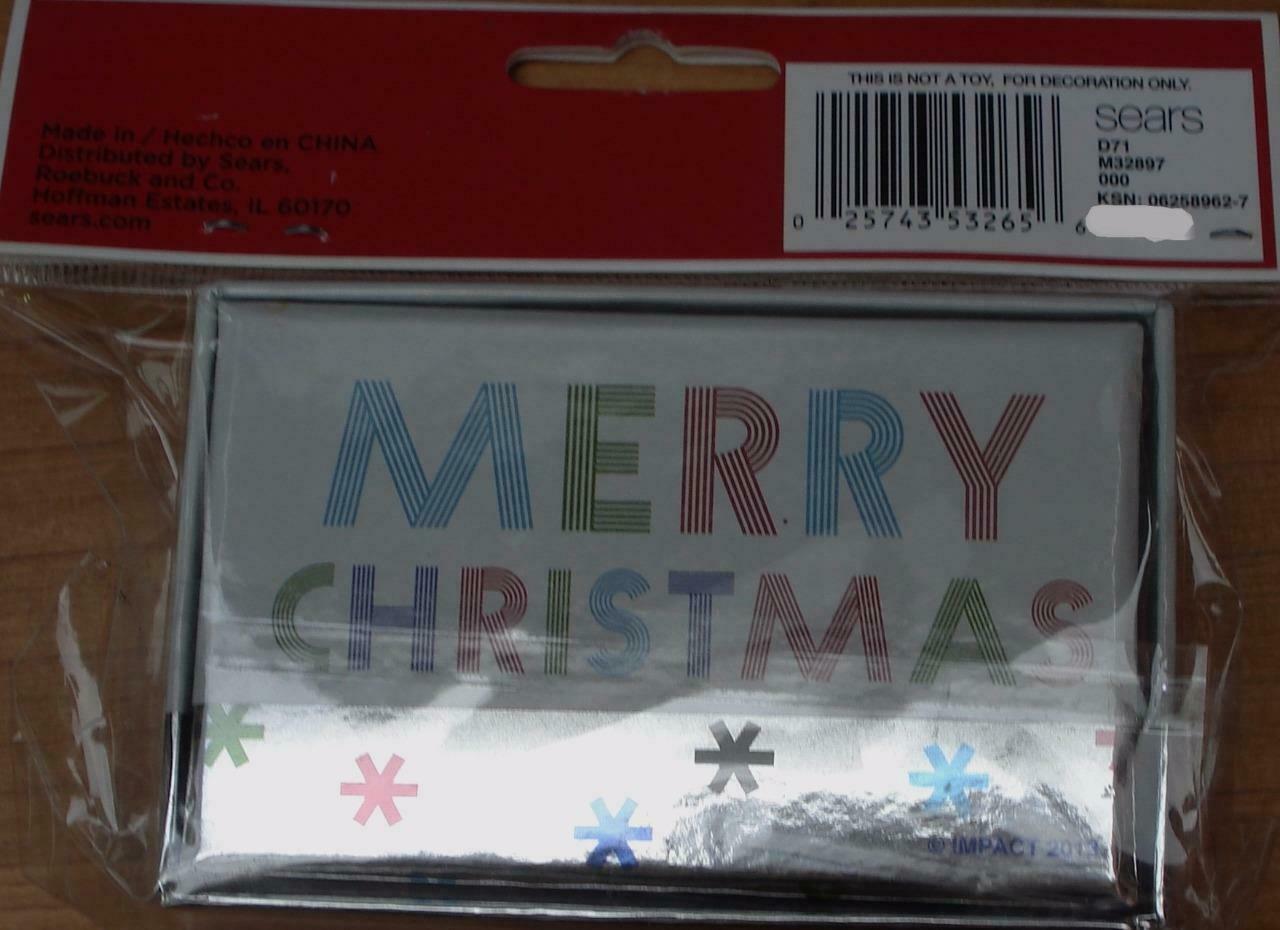 Made in / Hechco en CHINA
Distributed by Sears,
Roebuck and Co.
Hoffman Estates, IL 60170
sears.com
THIS IS NOT A TOY, FOR DECORATION ONLY.
sears
D71
M32897
000
KSN: 06258962-7
0 25743 53265 6
MERRY
CHRISTMAS
© IMPACT 2013